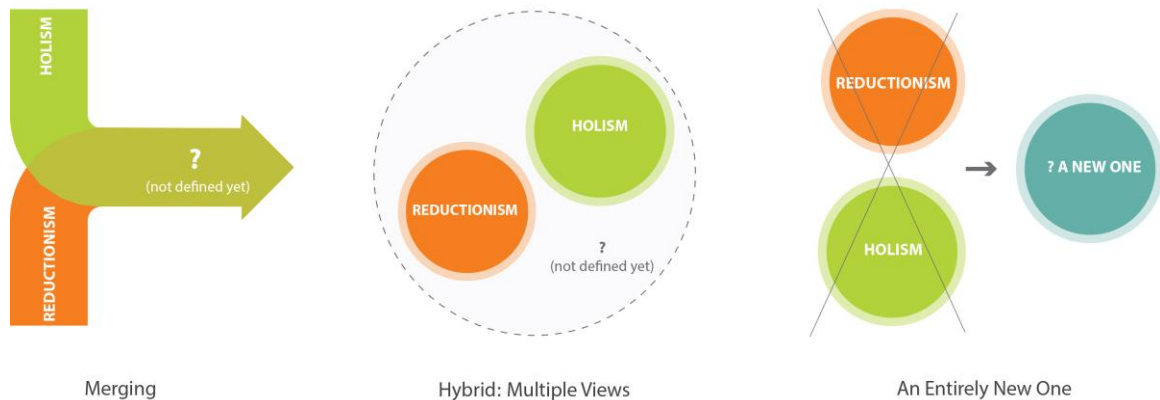 HOLISM
REDUCTIONISM
?
(not defined yet)
Merging
HOLISM
REDUCTIONISM
?
(not defined yet)
Hybrid: Multiple Views
REDUCTIONISM
HOLISM
? A NEW ONE
An Entirely New One